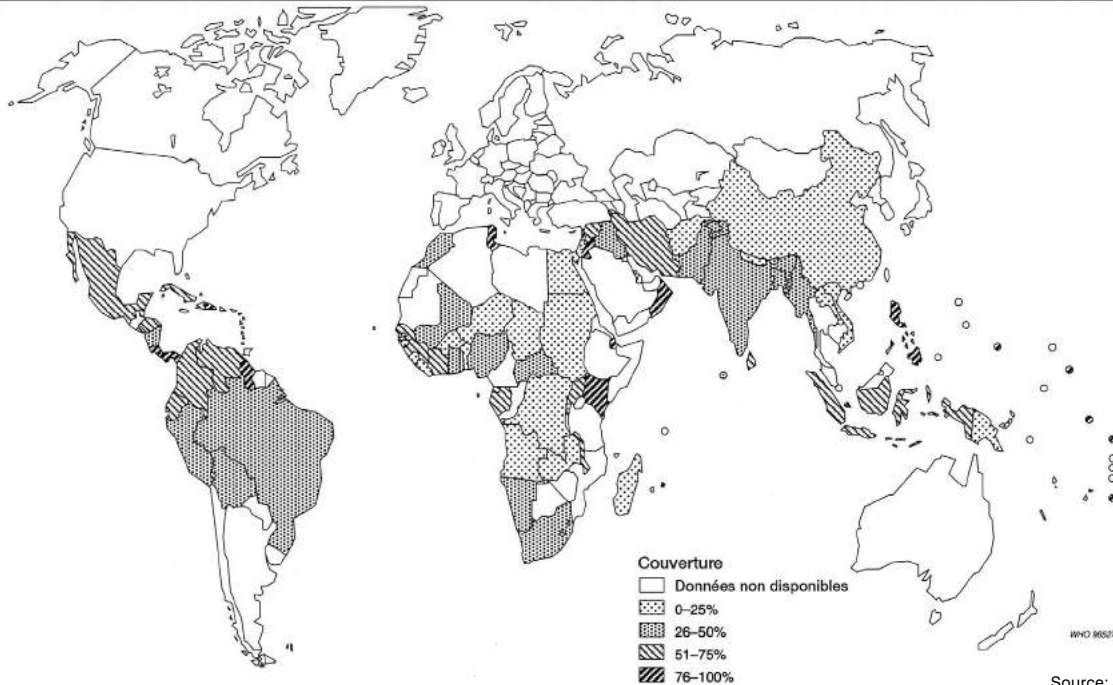 Couverture
Données non disponibles
0–25%
26–50%
51–75%
76–100%
Source: